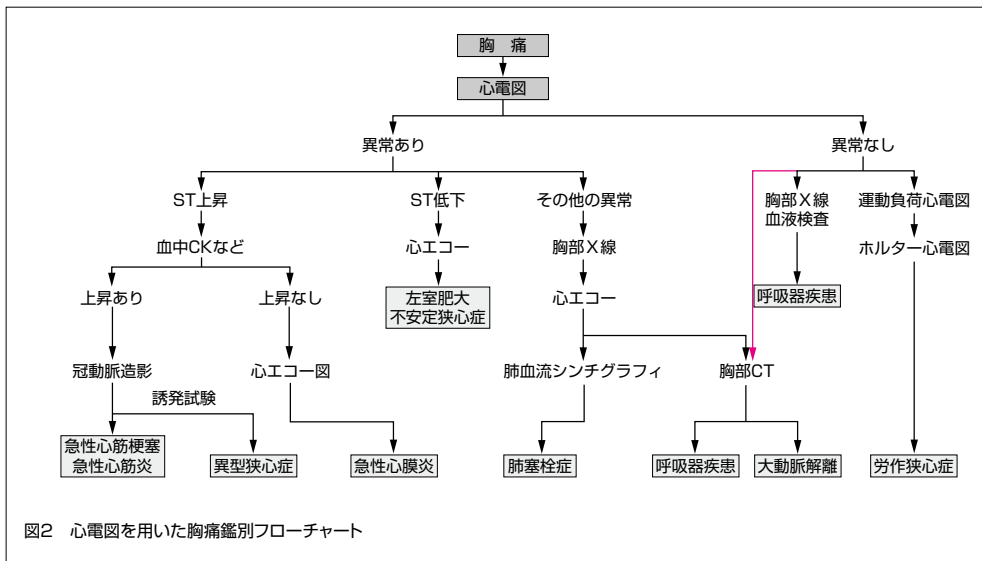 胸　痛
心電図
異常あり
異常なし
ST上昇
ST低下
その他の異常
胸部X線
血液検査
運動負荷心電図
血中CKなど
心エコー
胸部X線
ホルター心電図
上昇あり
上昇なし
左室肥大
不安定狭心症
心エコー
呼吸器疾患
冠動脈造影
心エコー図
肺血流シンチグラフィ
胸部CT
誘発試験
急性心筋梗塞
急性心筋炎
異型狭心症
急性心膜炎
肺塞栓症
呼吸器疾患
大動脈解離
労作狭心症
図2　心電図を用いた胸痛鑑別フローチャート